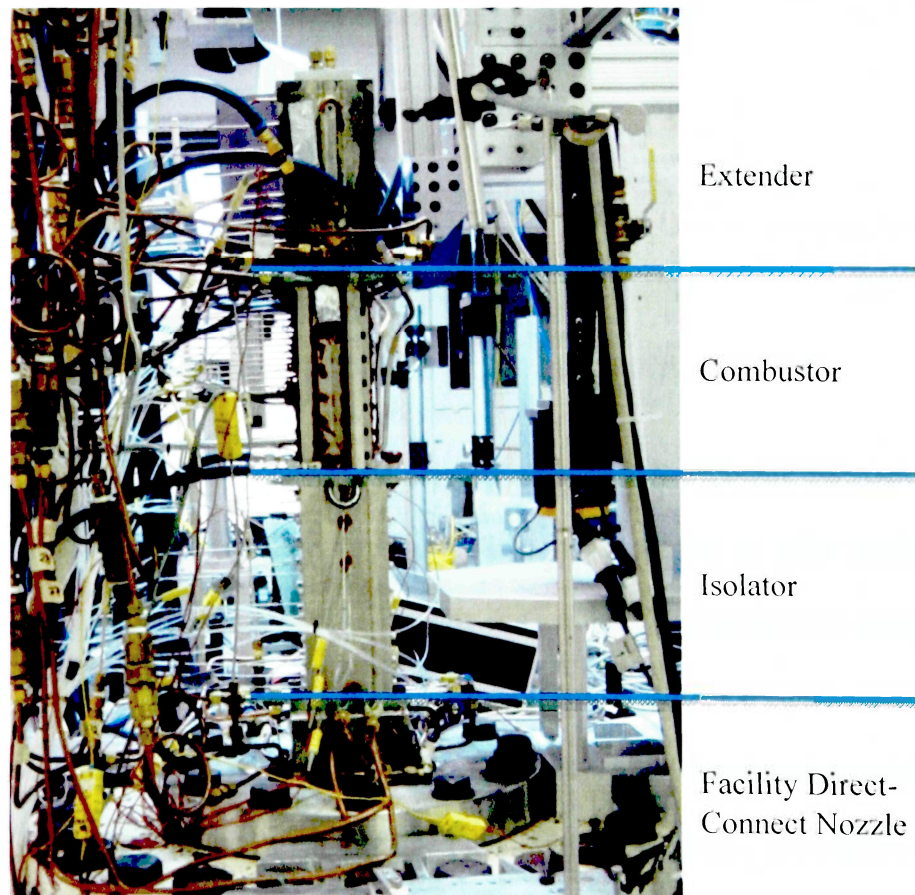 Extender
Combustor
Isolator
Facility Direct-
Connect Nozzle